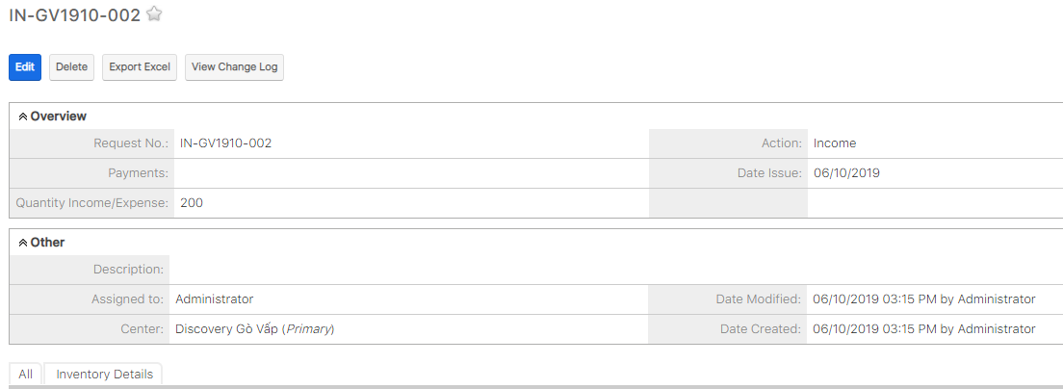 IN-GV1910-002
Edit Delete Export Excel View Change Log
Overview
Request No.: IN-GV1910-002 Action: Income
Payments: Date Issue: 06/10/2019
Quantity Income/Expense: 200
Other
Description:
Assigned to: Administrator Date Modified: 06/10/2019 03:15 PM by Administrator
Center: Discovery Gò Vấp (Primary) Date Created: 06/10/2019 03:15 PM by Administrator
All Inventory Details